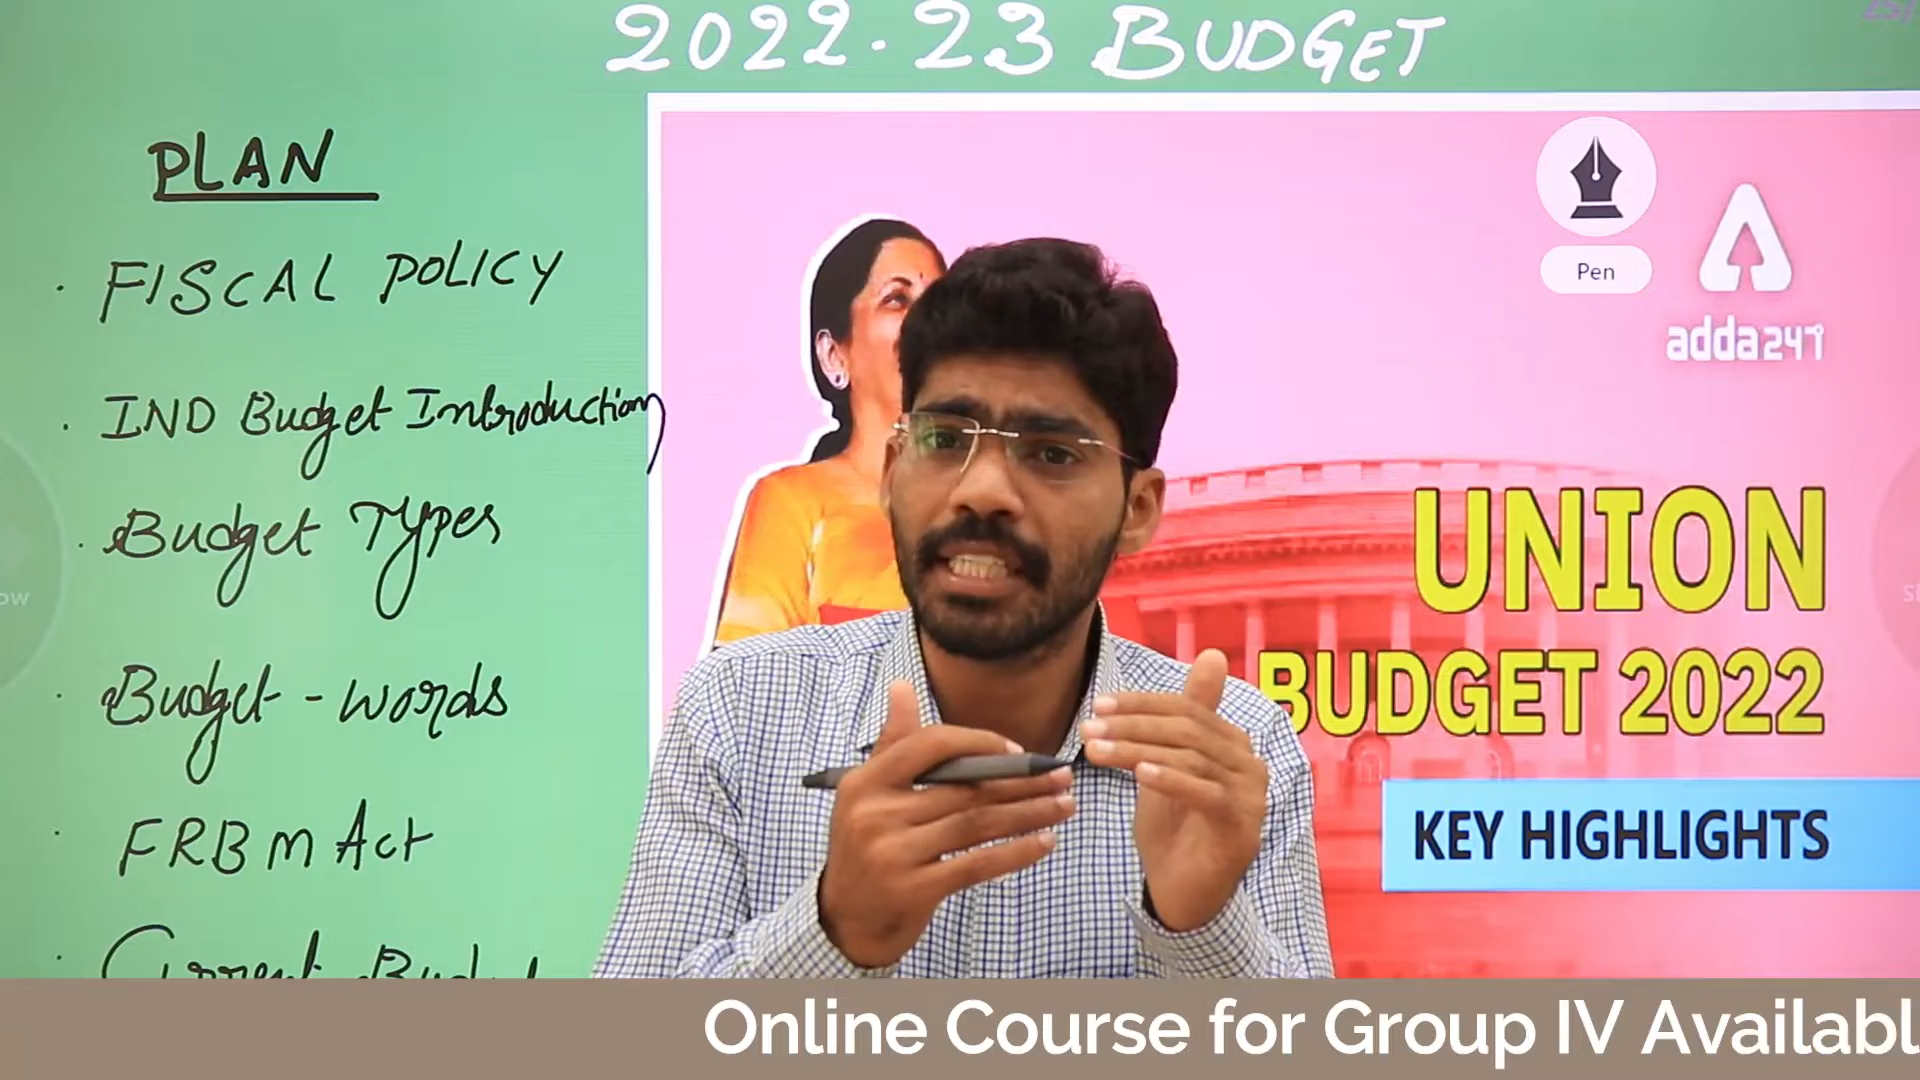 2022-23 BUDGET
PLAN
· FISCAL POLICY
· IND Budget Introduction
· Budget Types
· Budget - words
· FRBM Act
· Current
Pen
adda247
UNION
BUDGET 2022
KEY HIGHLIGHTS
Online Course for Group IV Availabl